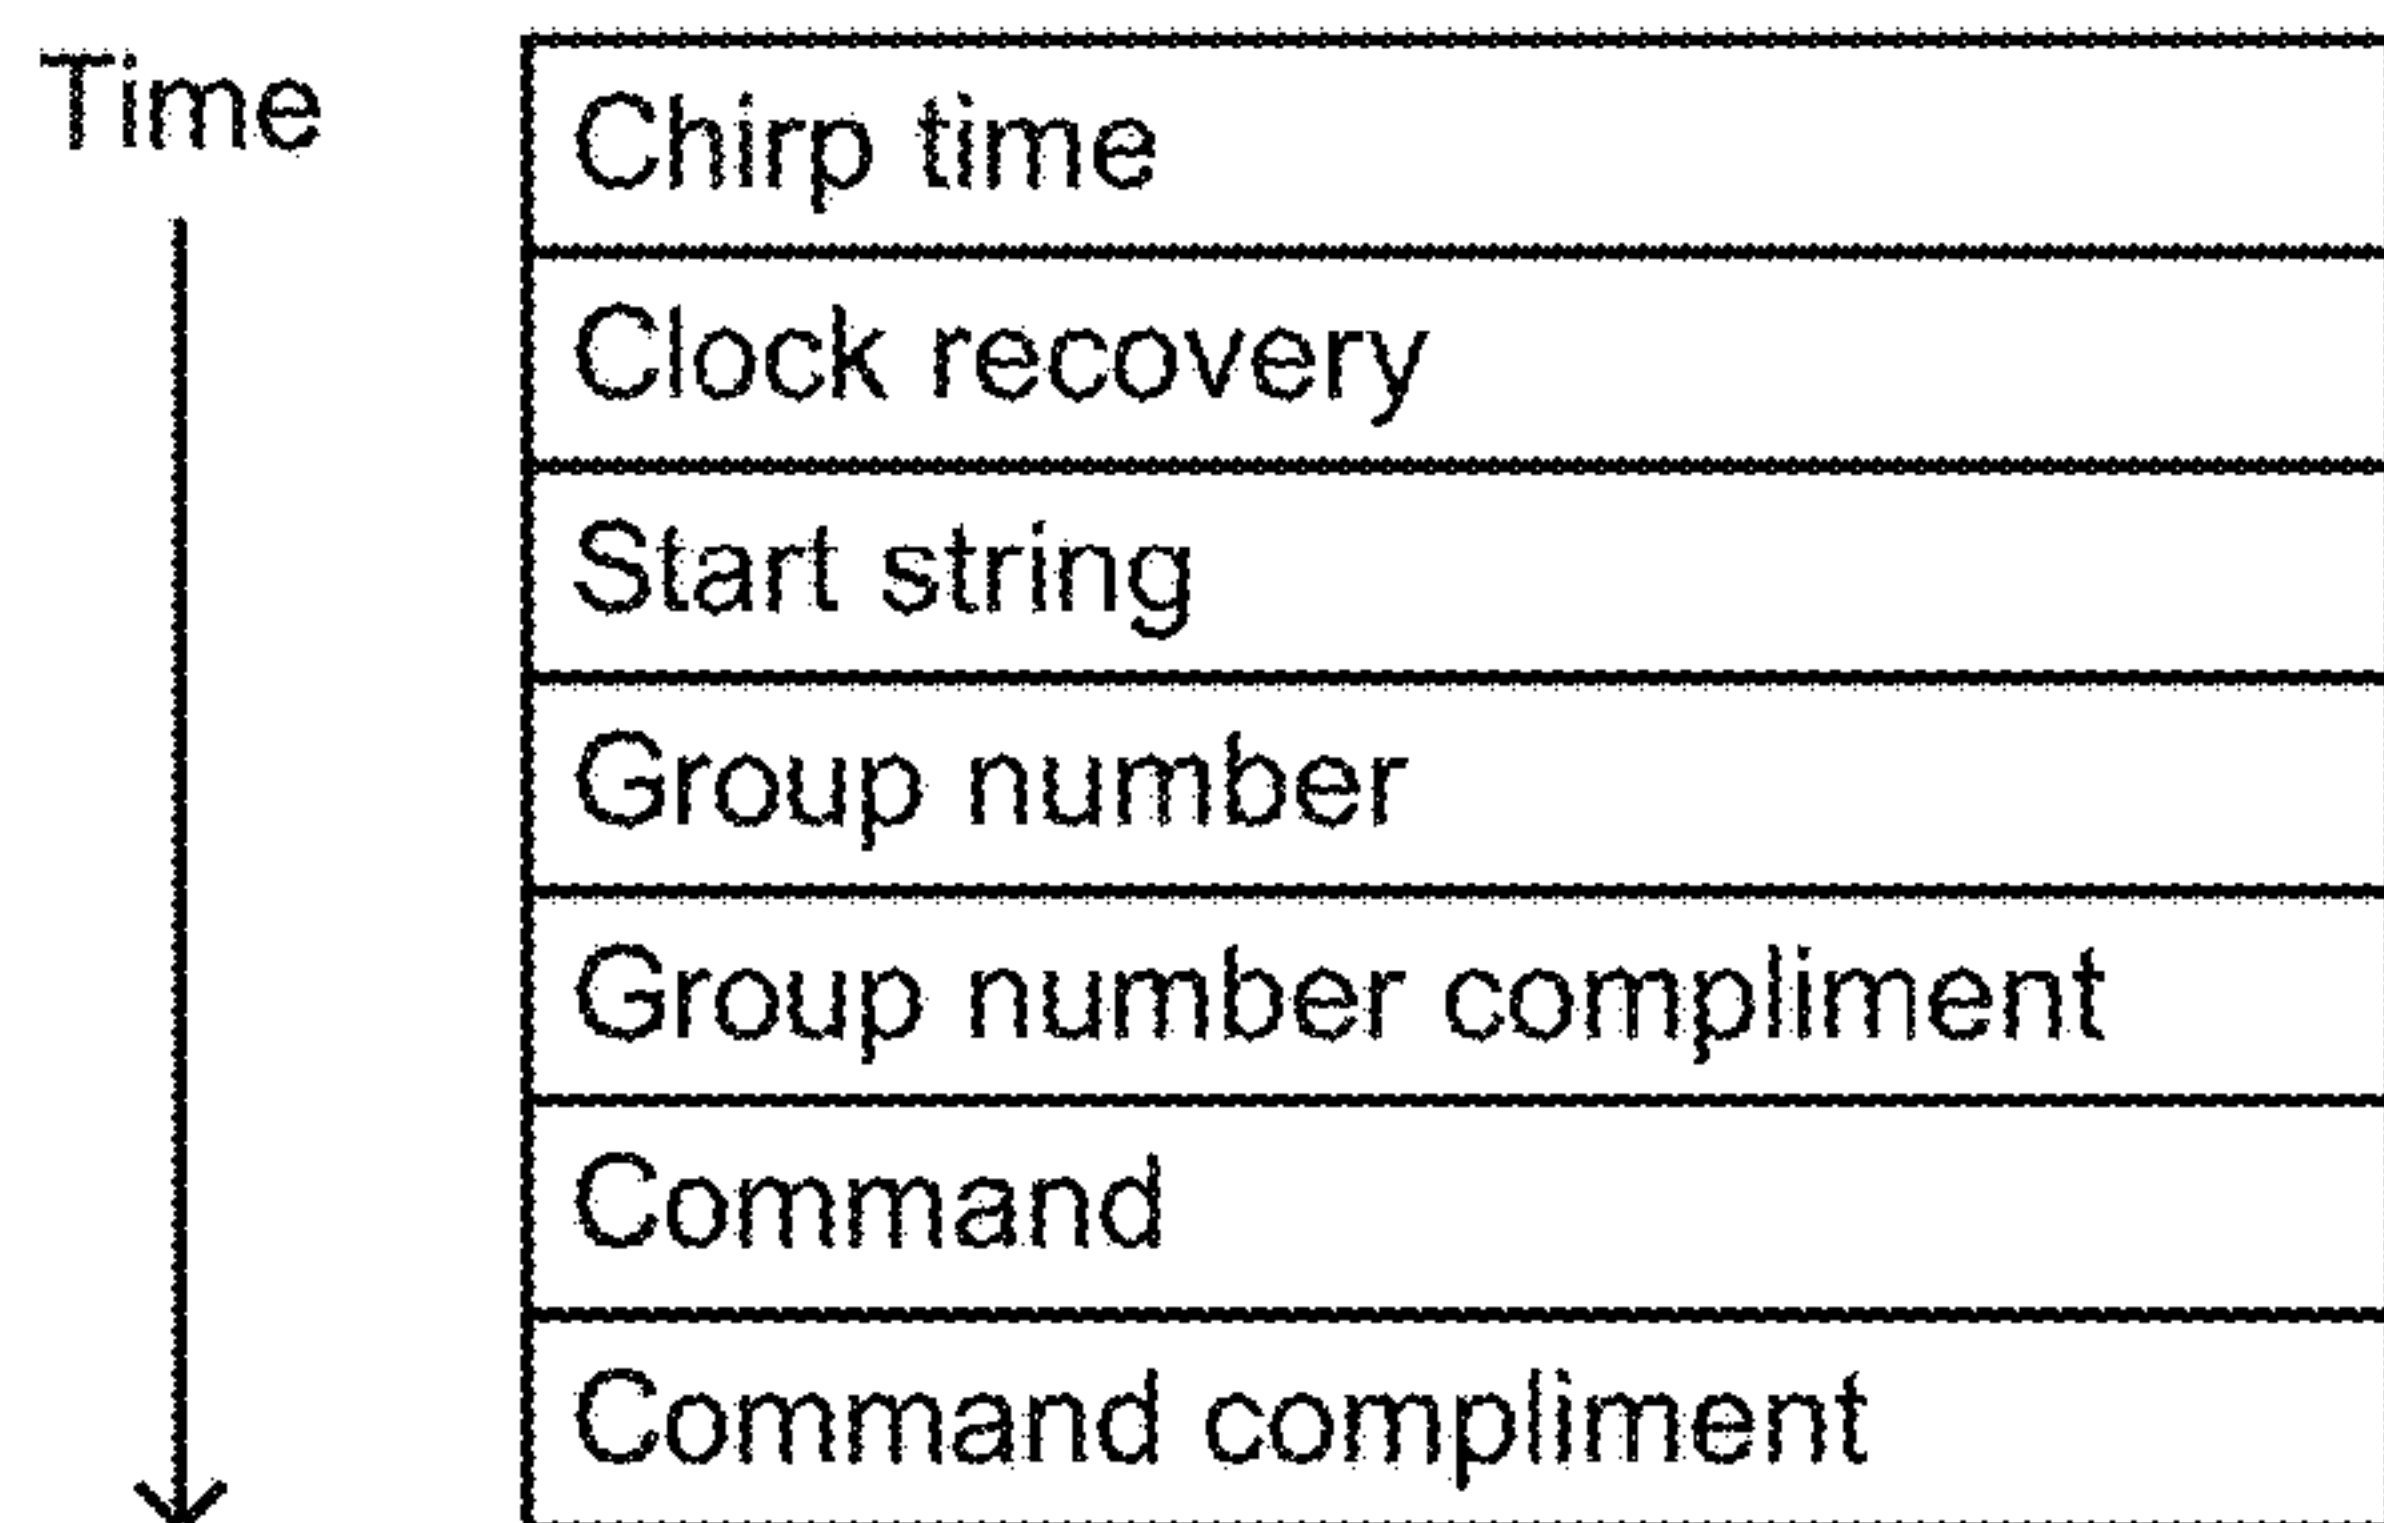 Time
Chirp time
Clock recovery
Start string
Group number
Group number compliment
Command
Command compliment